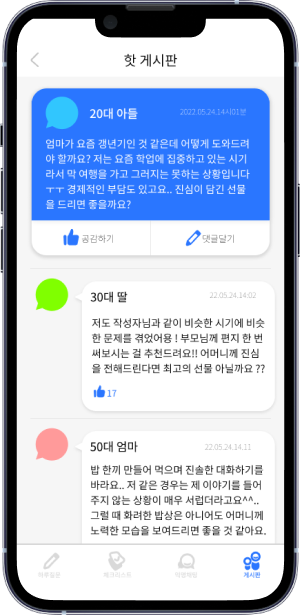 핫 게시판
20대 아들
2022.05.24.14시01분
엄마가 요즘 갱년기인 것 같은데 어떻게 도와드려
야 할까요? 저는 요즘 학업에 집중하고 있는 시기
라서 막 여행을 가고 그러지는 못하는 상황입니다
ㅜㅜ 경제적인 부담도 있고요.. 진심이 담긴 선물
을 드리면 좋을까요?
공감하기
댓글달기
30대 딸
22.05.24.14:02
저도 작성자님과 같이 비슷한 시기에 비슷
한 문제를 겪었어용 ! 부모님께 편지 한 번
써보시는 걸 추천드려요!! 어머니께 진심
을 전해드린다면 최고의 선물 아닐까요 ??
17
50대 엄마
22.05.24.14.11
밥 한끼 만들어 먹으며 진솔한 대화하기를
바라요.. 저 같은 경우는 제 이야기를 들어
주지 않는 상황이 매우 서럽더라고요^^..
그럴 때 화려한 밥상은 아니어도 어머니께
노력한 모습을 보여드리면 좋을 것 같아요.
하루질문
체크리스트
익명채팅
게시판